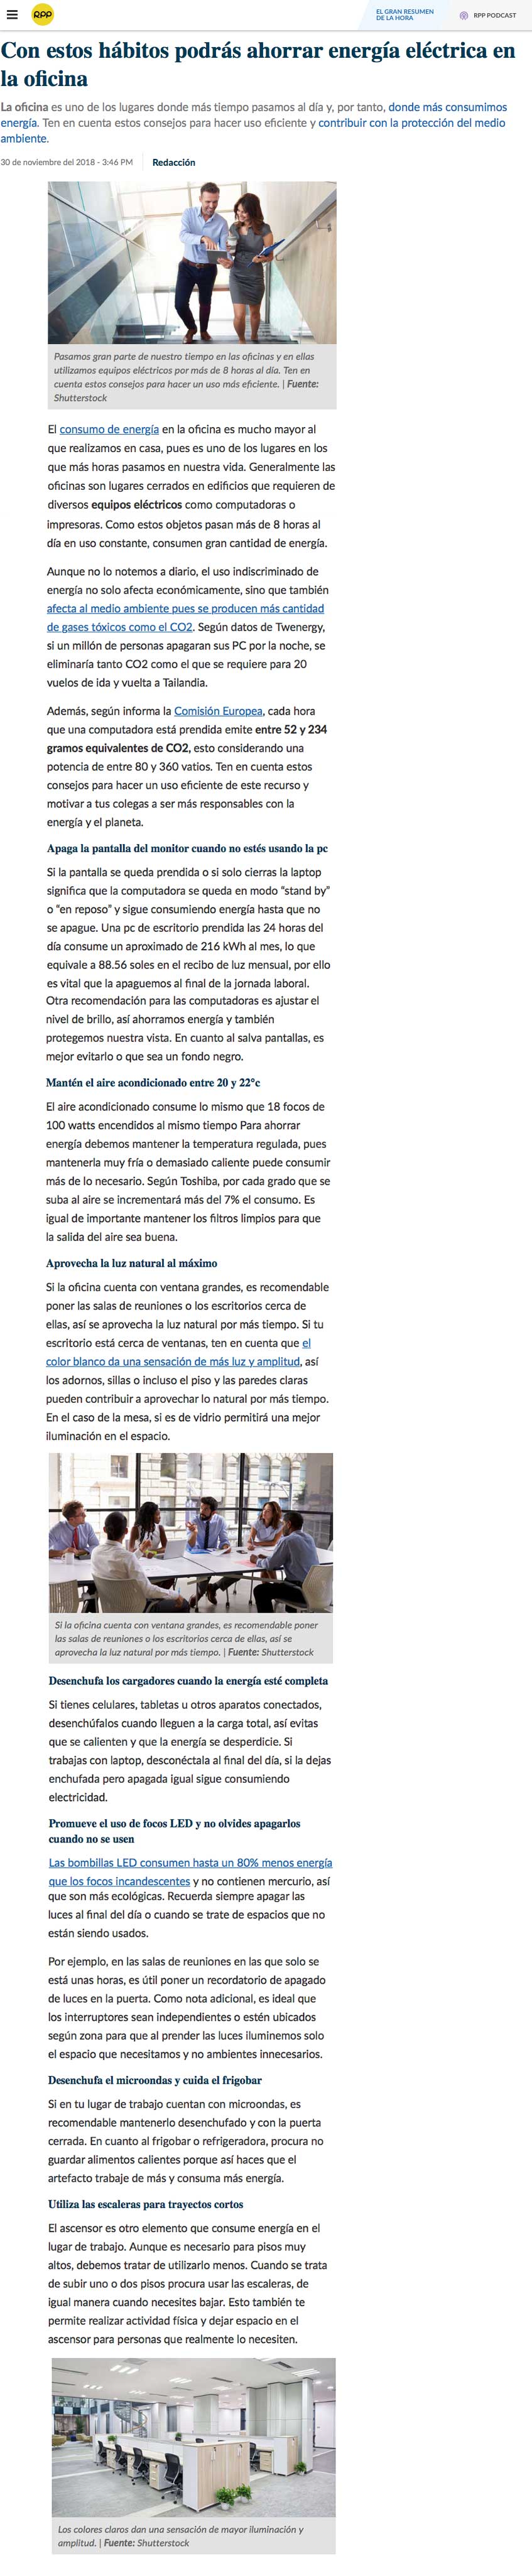 RPP
EL GRAN RESUMEN
DE LA HORA
RPP PODCAST
Con estos hábitos podrás ahorrar energía eléctrica en
la oficina
La oficina es uno de los lugares donde más tiempo pasamos al día y, por tanto, donde más consumimos
energía. Ten en cuenta estos consejos para hacer uso eficiente y contribuir con la protección del medio
ambiente.
30 de noviembre del 2018 - 3:46 PM
Redacción
Pasamos gran parte de nuestro tiempo en las oficinas y en ellas
utilizamos equipos eléctricos por más de 8 horas al día. Ten en
cuenta estos consejos para hacer un uso más eficiente. | Fuente:
Shutterstock
El consumo de energía en la oficina es mucho mayor al
que realizamos en casa, pues es uno de los lugares en los
que más horas pasamos en nuestra vida. Generalmente las
oficinas son lugares cerrados en edificios que requieren de
diversos equipos eléctricos como computadoras o
impresoras. Como estos objetos pasan más de 8 horas al
día en uso constante, consumen gran cantidad de energía.
Aunque no lo notemos a diario, el uso indiscriminado de
energía no solo afecta económicamente, sino que también
afecta al medio ambiente pues se producen más cantidad
de gases tóxicos como el CO2. Según datos de Twenergy,
si un millón de personas apagaran sus PC por la noche, se
eliminaría tanto CO2 como el que se requiere para 20
vuelos de ida y vuelta a Tailandia.
Además, según informa la Comisión Europea, cada hora
que una computadora está prendida emite entre 52 y 234
gramos equivalentes de CO2, esto considerando una
potencia de entre 80 y 360 vatios. Ten en cuenta estos
consejos para hacer un uso eficiente de este recurso y
motivar a tus colegas a ser más responsables con la
energía y el planeta.
Apaga la pantalla del monitor cuando no estés usando la pc
Si la pantalla se queda prendida o si solo cierras la laptop
significa que la computadora se queda en modo “stand by”
o “en reposo” y sigue consumiendo energía hasta que no
se apague. Una pc de escritorio prendida las 24 horas del
día consume un aproximado de 216 kWh al mes, lo que
equivale a 88.56 soles en el recibo de luz mensual, por ello
es vital que la apaguemos al final de la jornada laboral.
Otra recomendación para las computadoras es ajustar el
nivel de brillo, así ahorramos energía y también
protegemos nuestra vista. En cuanto al salva pantallas, es
mejor evitarlo o que sea un fondo negro.
Mantén el aire acondicionado entre 20 y 22°c
El aire acondicionado consume lo mismo que 18 focos de
100 watts encendidos al mismo tiempo Para ahorrar
energía debemos mantener la temperatura regulada, pues
mantenerla muy fría o demasiado caliente puede consumir
más de lo necesario. Según Toshiba, por cada grado que se
suba al aire se incrementará más del 7% el consumo. Es
igual de importante mantener los filtros limpios para que
la salida del aire sea buena.
Aprovecha la luz natural al máximo
Si la oficina cuenta con ventana grandes, es recomendable
poner las salas de reuniones o los escritorios cerca de
ellas, así se aprovecha la luz natural por más tiempo. Si tu
escritorio está cerca de ventanas, ten en cuenta que el
color blanco da una sensación de más luz y amplitud, así
los adornos, sillas o incluso el piso y las paredes claras
pueden contribuir a aprovechar lo natural por más tiempo.
En el caso de la mesa, si es de vidrio permitirá una mejor
iluminación en el espacio.
Si la oficina cuenta con ventana grandes, es recomendable poner
las salas de reuniones o los escritorios cerca de ellas, así se
aprovecha la luz natural por más tiempo. | Fuente: Shutterstock
Desenchufa los cargadores cuando la energía esté completa
Si tienes celulares, tabletas u otros aparatos conectados,
desenchúfalos cuando lleguen a la carga total, así evitas
que se calienten y que la energía se desperdicie. Si
trabajas con laptop, desconéctala al final del día, si la dejas
enchufada pero apagada igual sigue consumiendo
electricidad.
Promueve el uso de focos LED y no olvides apagarlos
cuando no se usen
Las bombillas LED consumen hasta un 80% menos energía
que los focos incandescentes y no contienen mercurio, así
que son más ecológicas. Recuerda siempre apagar las
luces al final del día o cuando se trate de espacios que no
están siendo usados.
Por ejemplo, en las salas de reuniones en las que solo se
está unas horas, es útil poner un recordatorio de apagado
de luces en la puerta. Como nota adicional, es ideal que
los interruptores sean independientes o estén ubicados
según zona para que al prender las luces iluminemos solo
el espacio que necesitamos y no ambientes innecesarios.
Desenchufa el microondas y cuida el frigobar
Si en tu lugar de trabajo cuentan con microondas, es
recomendable mantenerlo desenchufado y con la puerta
cerrada. En cuanto al frigobar o refrigeradora, procura no
guardar alimentos calientes porque así haces que el
artefacto trabaje de más y consuma más energía.
Utiliza las escaleras para trayectos cortos
El ascensor es otro elemento que consume energía en el
lugar de trabajo. Aunque es necesario para pisos muy
altos, debemos tratar de utilizarlo menos. Cuando se trata
de subir uno o dos pisos procura usar las escaleras, de
igual manera cuando necesites bajar. Esto también te
permite realizar actividad física y dejar espacio en el
ascensor para personas que realmente lo necesiten.
Los colores claros dan una sensación de mayor iluminación y
amplitud. | Fuente: Shutterstock